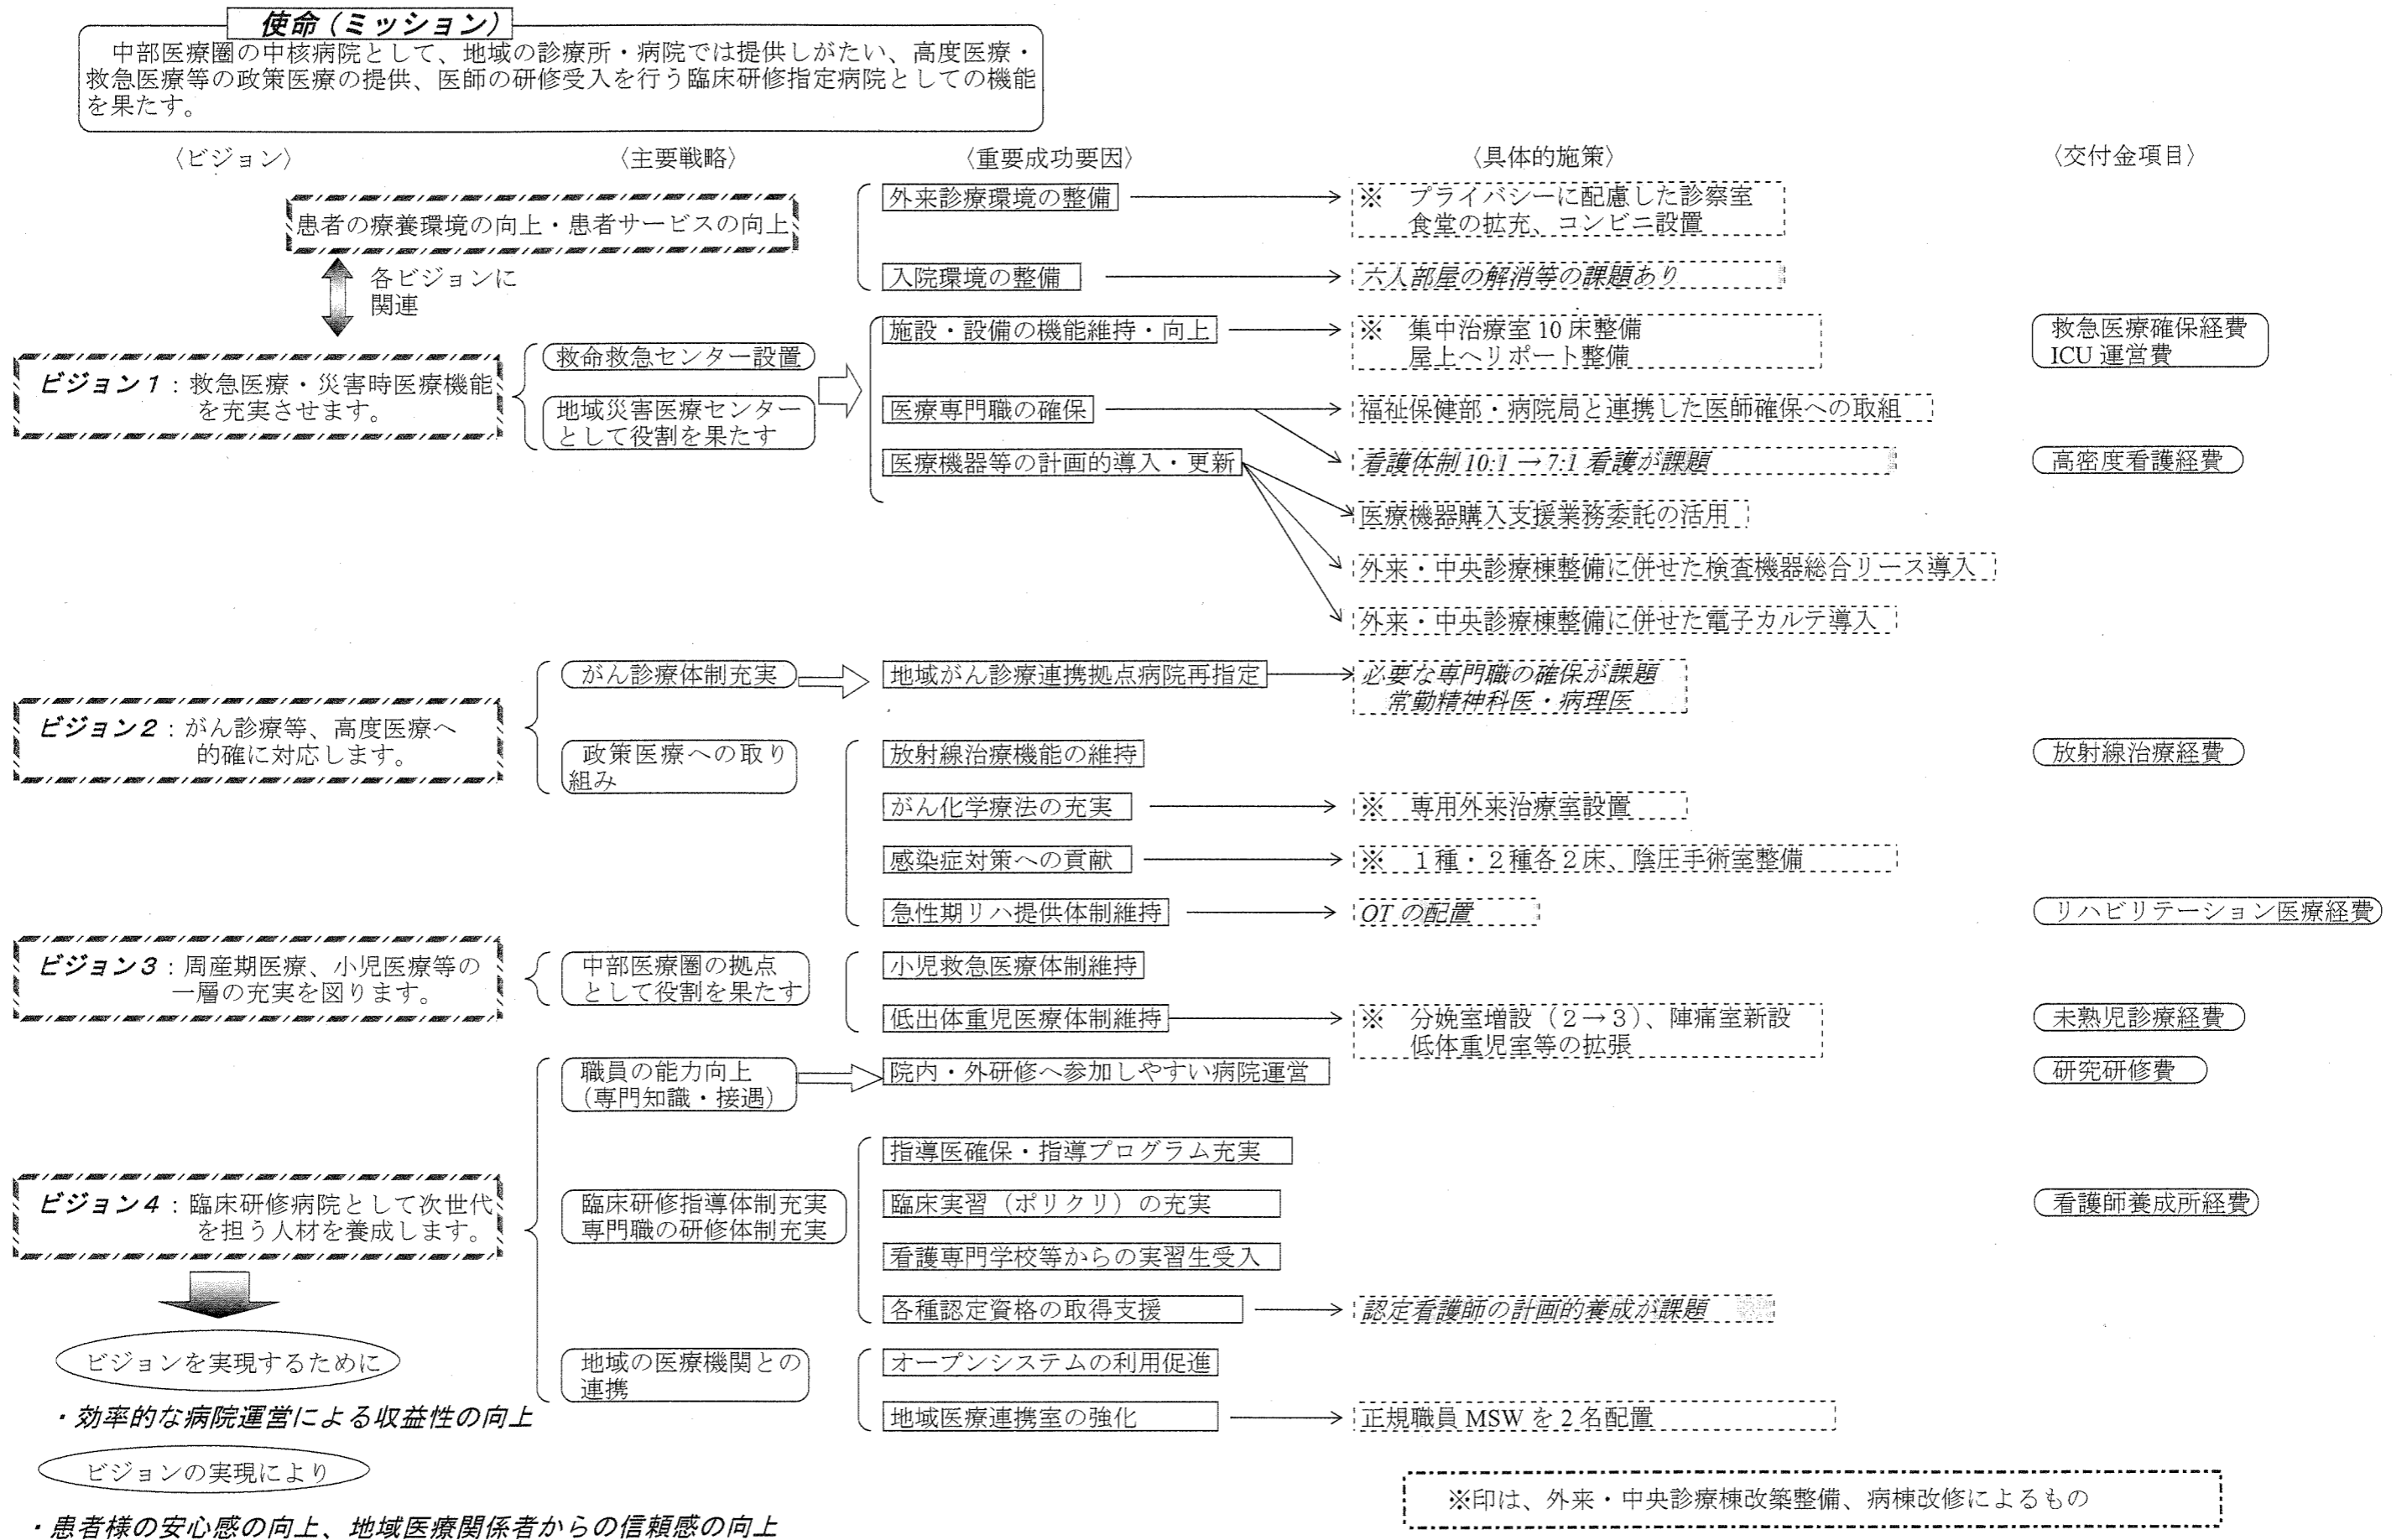 使命（ミッション）
中部医療圏の中核病院として、地域の診療所・病院では提供しがたい、高度医療・
救急医療等の政策医療の提供、医師の研修受入を行う臨床研修指定病院としての機能
を果たす。
〈ビジョン〉
〈主要戦略〉
〈重要成功要因〉
〈具体的施策〉
〈交付金項目〉
患者の療養環境の向上・患者サービスの向上
各ビジョンに
関連
外来診療環境の整備
※　プライバシーに配慮した診察室
食堂の拡充、コンビニ設置
入院環境の整備
六人部屋の解消等の課題あり
ビジョン１：救急医療・災害時医療機能
を充実させます。
救命救急センター設置
地域災害医療センター
として役割を果たす
施設・設備の機能維持・向上
※　集中治療室 10 床整備
屋上ヘリポート整備
救急医療確保経費
ICU 運営費
医療専門職の確保
福祉保健部・病院局と連携した医師確保への取組
看護体制 10:1 → 7:1 看護が課題
高密度看護経費
医療機器等の計画的導入・更新
医療機器購入支援業務委託の活用
外来・中央診療棟整備に併せた検査機器総合リース導入
外来・中央診療棟整備に併せた電子カルテ導入
ビジョン２：がん診療等、高度医療へ
的確に対応します。
がん診療体制充実
地域がん診療連携拠点病院再指定
必要な専門職の確保が課題
常勤精神科医・病理医
政策医療への取り
組み
放射線治療機能の維持
放射線治療経費
がん化学療法の充実
※　専用外来治療室設置
感染症対策への貢献
※　１種・２種各２床、陰圧手術室整備
急性期リハ提供体制維持
OT の配置
リハビリテーション医療経費
ビジョン３：周産期医療、小児医療等の
一層の充実を図ります。
中部医療圏の拠点
として役割を果たす
小児救急医療体制維持
低出体重児医療体制維持
※　分娩室増設（２→３）、陣痛室新設
低体重児室等の拡張
未熟児診療経費
ビジョン４：臨床研修病院として次世代
を担う人材を養成します。
職員の能力向上
（専門知識・接遇）
院内・外研修へ参加しやすい病院運営
研究研修費
臨床研修指導体制充実
専門職の研修体制充実
指導医確保・指導プログラム充実
臨床実習（ポリクリ）の充実
看護師養成所経費
看護専門学校等からの実習生受入
各種認定資格の取得支援
認定看護師の計画的養成が課題
地域の医療機関との
連携
オープンシステムの利用促進
地域医療連携室の強化
正規職員 MSW を２名配置
ビジョンを実現するために
・効率的な病院運営による収益性の向上
ビジョンの実現により
・患者様の安心感の向上、地域医療関係者からの信頼感の向上
※印は、外来・中央診療棟改築整備、病棟改修によるもの